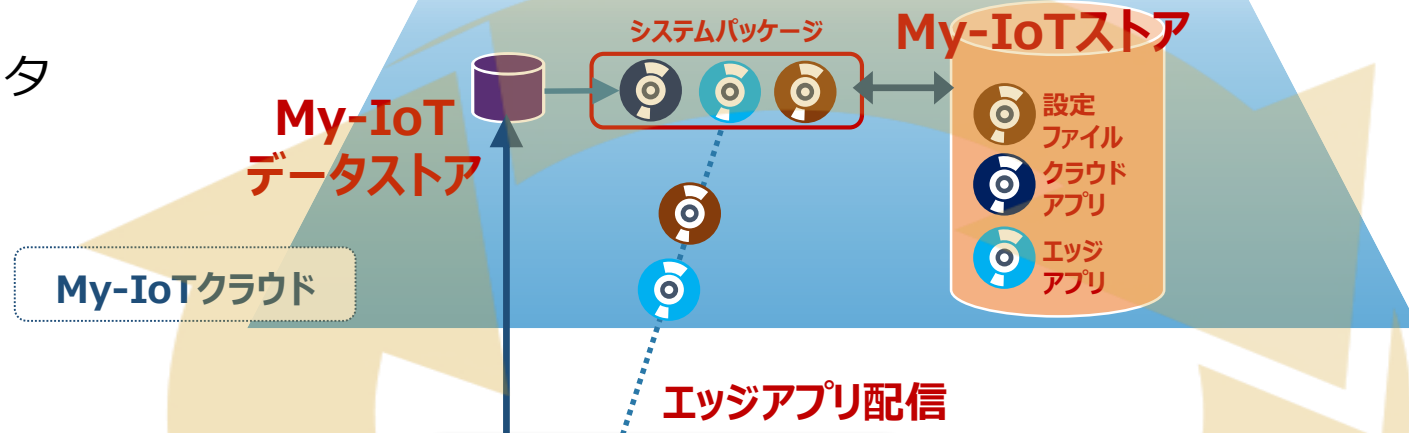 タ
システムパッケージ
My-IoTストア
My-IoT
データストア
設定
ファイル
クラウド
アプリ
エッジ
アプリ
My-IoTクラウド
エッジアプリ配信